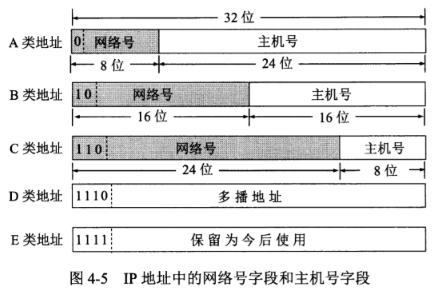 32 位
A 类地址 0 网络号 主机号
8 位 24 位
B 类地址 10 网络号 主机号
16 位 16 位
C 类地址 110 网络号 主机号
24 位 8 位
D 类地址 1110 多播地址
E 类地址 1111 保留为今后使用
图 4-5 IP 地址中的网络号字段和主机号字段